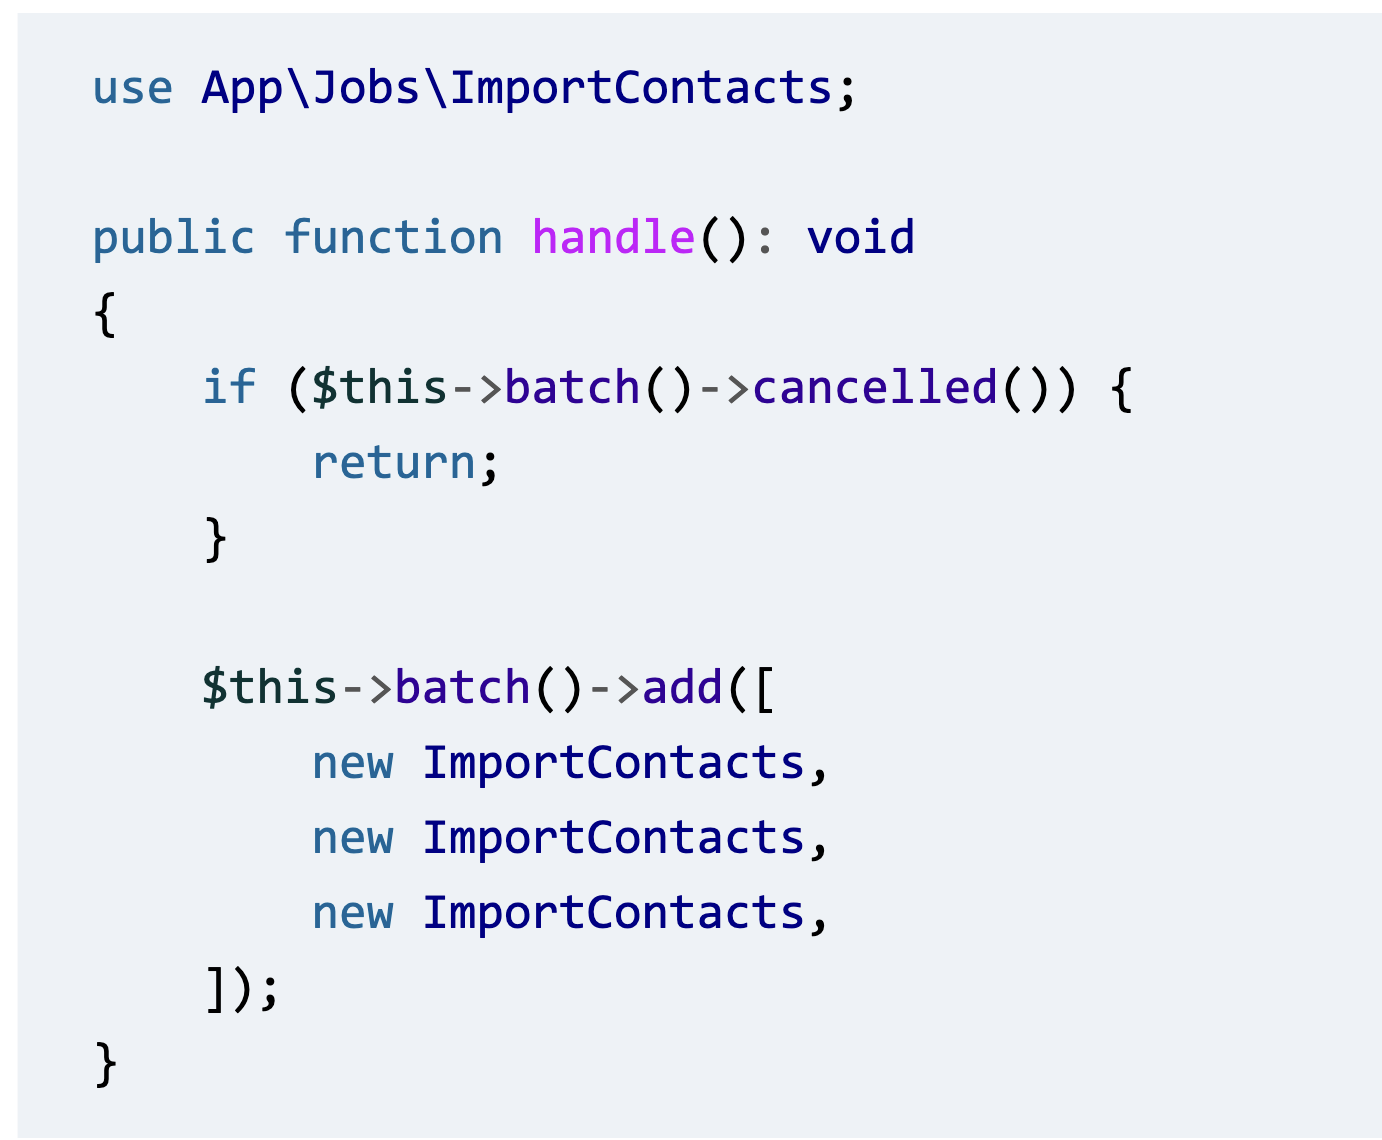 use App\Jobs\ImportContacts;

public function handle(): void
{
    if ($this->batch()->cancelled()) {
        return;
    }

    $this->batch()->add([
        new ImportContacts,
        new ImportContacts,
        new ImportContacts,
    ]);
}